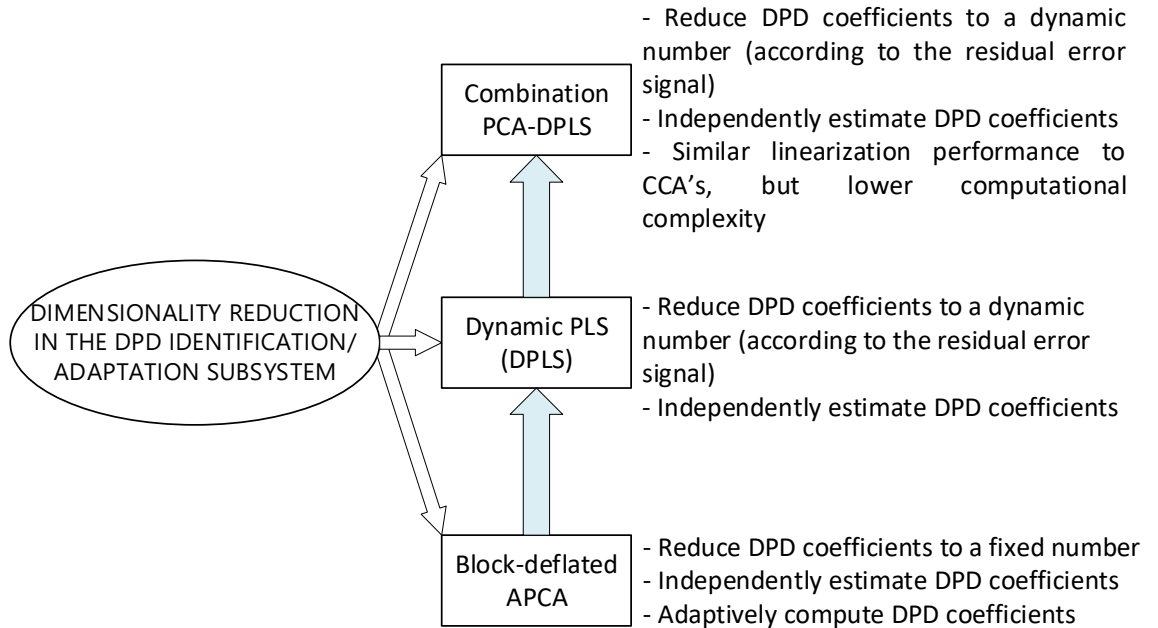 - Reduce DPD coefficients to a dynamic
number (according to the residual error
signal)
- Independently estimate DPD coefficients
- Similar linearization performance to
CCA's, but lower computational
complexity
Combination
PCA-DPLS
DIMENSIONALITY REDUCTION
IN THE DPD IDENTIFICATION/
ADAPTATION SUBSYSTEM
Dynamic PLS
(DPLS)
- Reduce DPD coefficients to a dynamic
number (according to the residual error
signal)
- Independently estimate DPD coefficients
Block-deflated
APCA
- Reduce DPD coefficients to a fixed number
- Independently estimate DPD coefficients
- Adaptively compute DPD coefficients